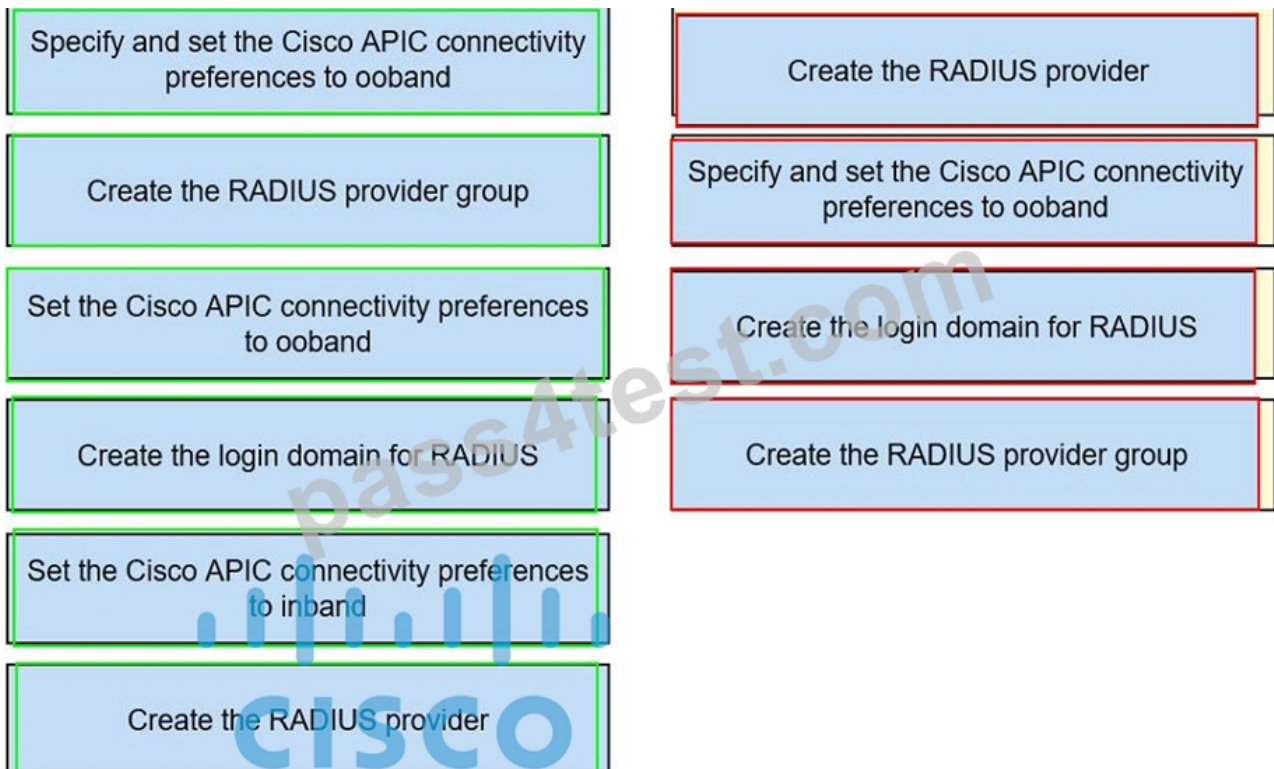 Specify and set the Cisco APIC connectivity
preferences to ooband
Create the RADIUS provider group
Set the Cisco APIC connectivity preferences
to ooband
Create the login domain for RADIUS
Set the Cisco APIC connectivity preferences
to inband
Create the RADIUS provider
Create the RADIUS provider
Specify and set the Cisco APIC connectivity
preferences to ooband
Create the login domain for RADIUS
Create the RADIUS provider group
pass4test.com
CISCO